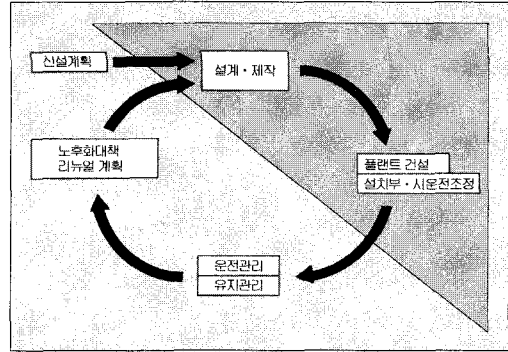 신설계획
설계·제작
노후화대책
리뉴얼 계획
플랜트 건설
설치부·시운전조정
운전관리
유지관리